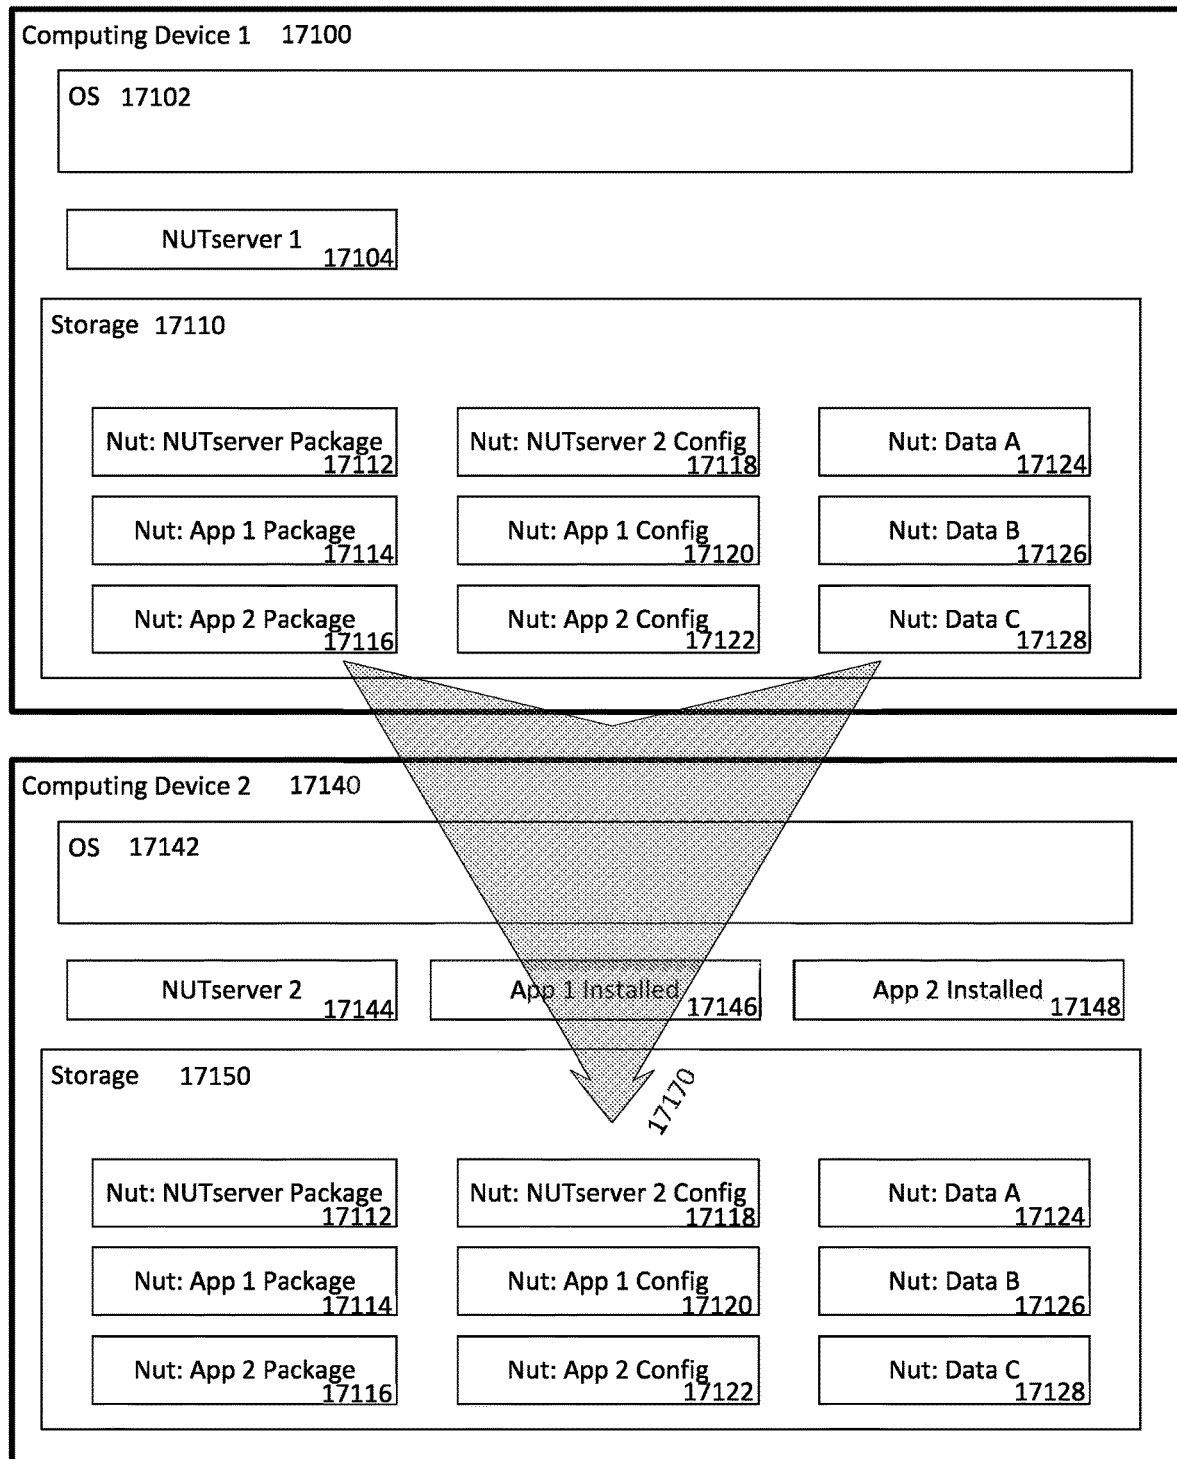 Computing Device 1 17100
OS 17102
NUTserver 1
17104
Storage 17110
Nut: NUTserver Package
17112
Nut: NUTserver 2 Config
17118
Nut: Data A
17124
Nut: App 1 Package
17114
Nut: App 1 Config
17120
Nut: Data B
17126
Nut: App 2 Package
17116
Nut: App 2 Config
17122
Nut: Data C
17128
Computing Device 2 17140
OS 17142
NUTserver 2
17144
App 1 Installed
17146
App 2 Installed
17148
Storage 17150
17170
Nut: NUTserver Package
17112
Nut: NUTserver 2 Config
17118
Nut: Data A
17124
Nut: App 1 Package
17114
Nut: App 1 Config
17120
Nut: Data B
17126
Nut: App 2 Package
17116
Nut: App 2 Config
17122
Nut: Data C
17128